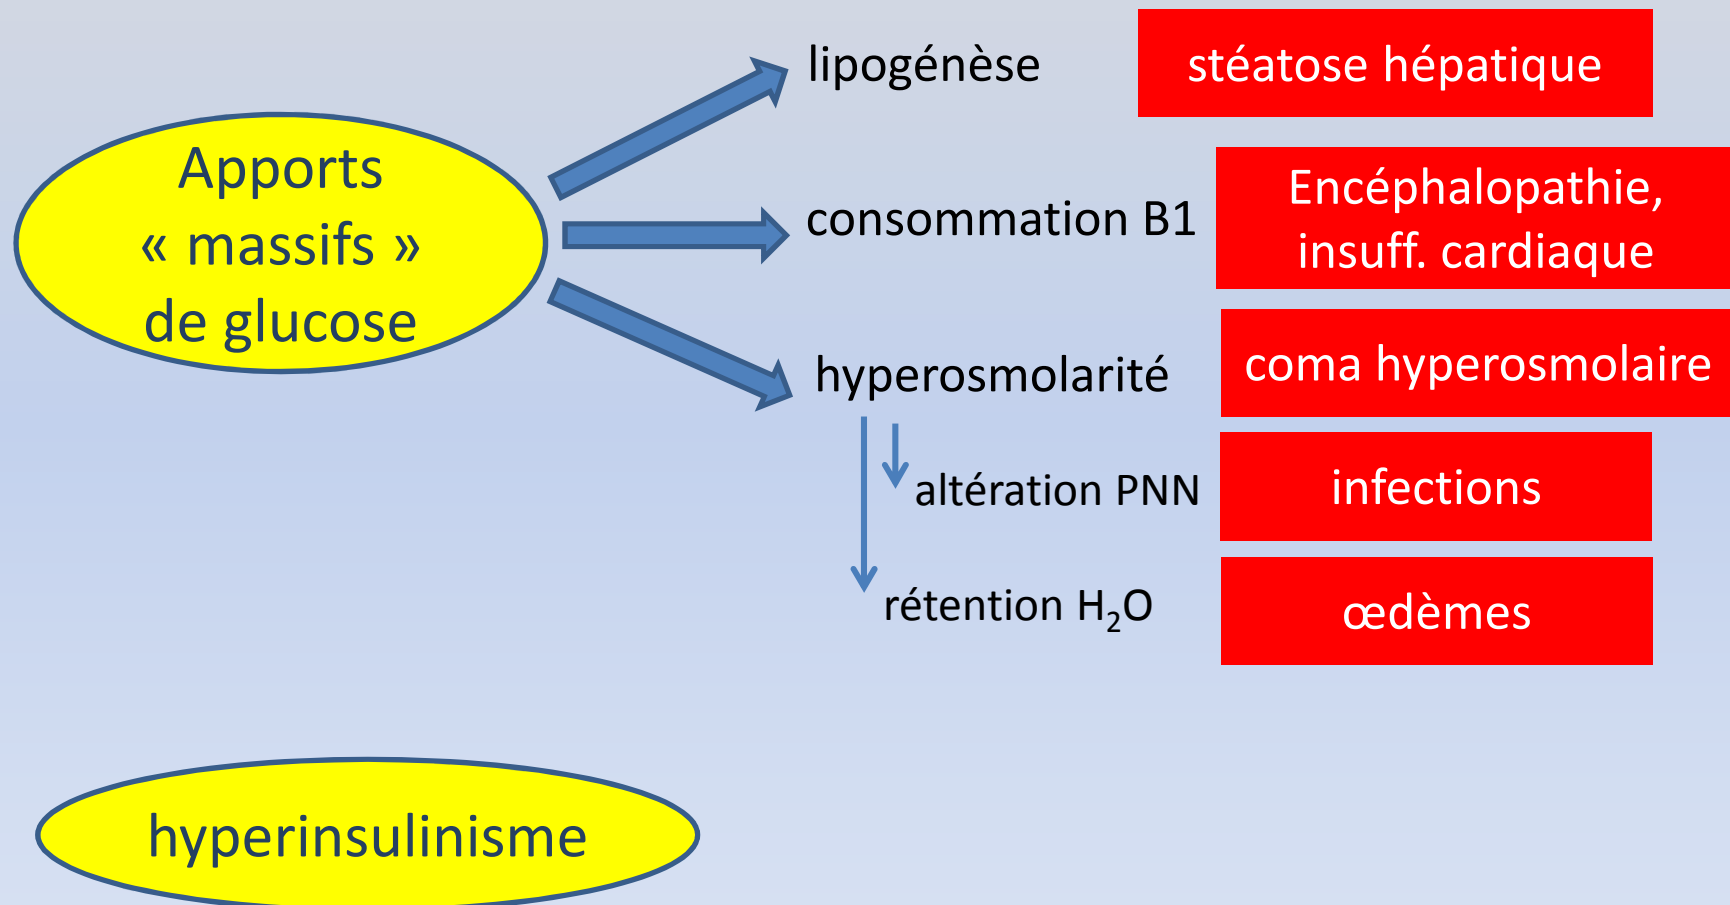 Apports
« massifs »
de glucose
lipogénèse
stéatose hépatique
consommation B1
Encéphalopathie,
insuff. cardiaque
hyperosmolarité
coma hyperosmolaire
altération PNN
infections
rétention H₂O
œdèmes
hyperinsulinisme